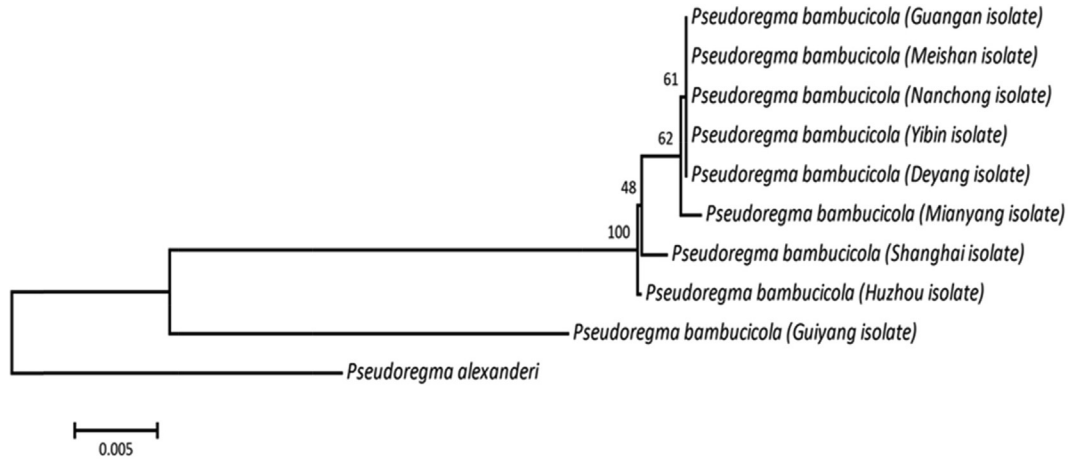 Pseudoregma bambucicola (Guangan isolate)
Pseudoregma bambucicola (Meishan isolate)
61
Pseudoregma bambucicola (Nanchong isolate)
Pseudoregma bambucicola (Yibin isolate)
62
Pseudoregma bambucicola (Deyang isolate)
48
Pseudoregma bambucicola (Mianyang isolate)
100
Pseudoregma bambucicola (Shanghai isolate)
Pseudoregma bambucicola (Huzhou isolate)
Pseudoregma bambucicola (Guiyang isolate)
Pseudoregma alexanderi
0.005